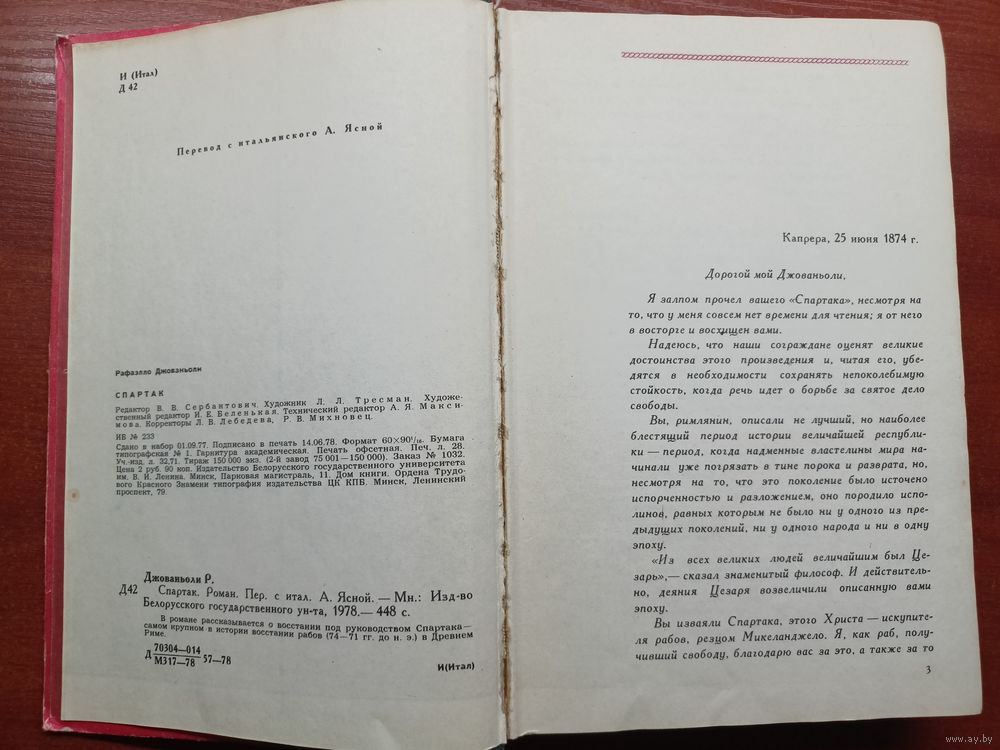 И (Итал)
Д 42
Перевод с итальянского А. Ясной
Рафаэлло Джованьоли
СПАРТАК
Редактор В. В. Сербантович. Художник Л. Л. Тресман. Художе-
ственный редактор И. Е. Беленькая. Технический редактор А. Я. Макси-
мова. Корректоры Л. В. Лебедева, Р. В. Михновец.
ИБ № 233
Сдано в набор 01.09.77. Подписано в печать 14.06.78. Формат 60×90¹/₁₆. Бумага
типографская № 1. Гарнитура академическая. Печать офсетная. Печ. л. 28.
Уч.-изд. л. 32,71. Тираж 150 000 экз. (2-й завод 75 001—150 000). Заказ № 1032.
Цена 2 руб. 90 коп. Издательство Белорусского государственного университета
им. В. И. Ленина. Минск, Парковая магистраль, 11 Дом книги. Ордена Трудо-
вого Красного Знамени типография издательства ЦК КПБ. Минск, Ленинский
проспект, 79.
Джованьоли Р.
Д42 Спартак. Роман. Пер. с итал. А. Ясной. — Мн.: Изд-во
Белорусского государственного ун-та, 1978.— 448 с.
В романе рассказывается о восстании под руководством Спартака—
самом крупном в истории восстании рабов (74—71 гг. до н. э.) в Древнем
Риме.
Д 70304—014
М317—78 57—78
И(Итал)
Капрера, 25 июня 1874 г.
Дорогой мой Джованьоли,
Я залпом прочел вашего «Спартака», несмотря на
то, что у меня совсем нет времени для чтения; я от него
в восторге и восхищен вами.
Надеюсь, что наши сограждане оценят великие
достоинства этого произведения и, читая его, убе-
дятся в необходимости сохранять непоколебимую
стойкость, когда речь идет о борьбе за святое дело
свободы.
Вы, римлянин, описали не лучший, но наиболее
блестящий период истории величайшей республи-
ки — период, когда надменные властелины мира на-
чинали уже погрязать в тине порока и разврата, но,
несмотря на то, что это поколение было источено
испорченностью и разложением, оно породило испо-
линов, равных которым не было ни у одного из пре-
дыдущих поколений, ни у одного народа и ни в одну
эпоху.
«Из всех великих людей величайшим был Це-
зарь»,— сказал знаменитый философ. И действитель-
но, деяния Цезаря возвеличили описанную вами
эпоху.
Вы изваяли Спартака, этого Христа — искупите-
ля рабов, резцом Микеланджело. Я, как раб, полу-
чивший свободу, благодарю вас за это, а также за то
3
www.ay.by